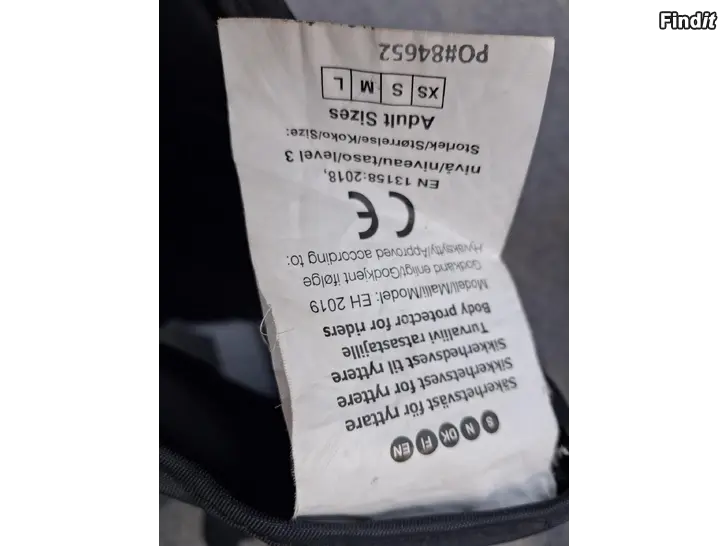 Findit
S N DK FI EN
Säkerhetsväst för ryttare
Sikkerhetsvest for ryttere
Sikkerhedsvest til ryttere
Turvaliivi ratsastajille
Body protector for riders
Modell/Malli/Model: EH 2019
Godkänd enligt/Godkjent ifølge
Hyväksytty/Approved according to:
CE
EN 13158:2018,
nivå/niveau/taso/level 3
Storlek/Størrelse/Koko/Size:
Adult Sizes
XS S M L
PO#84652